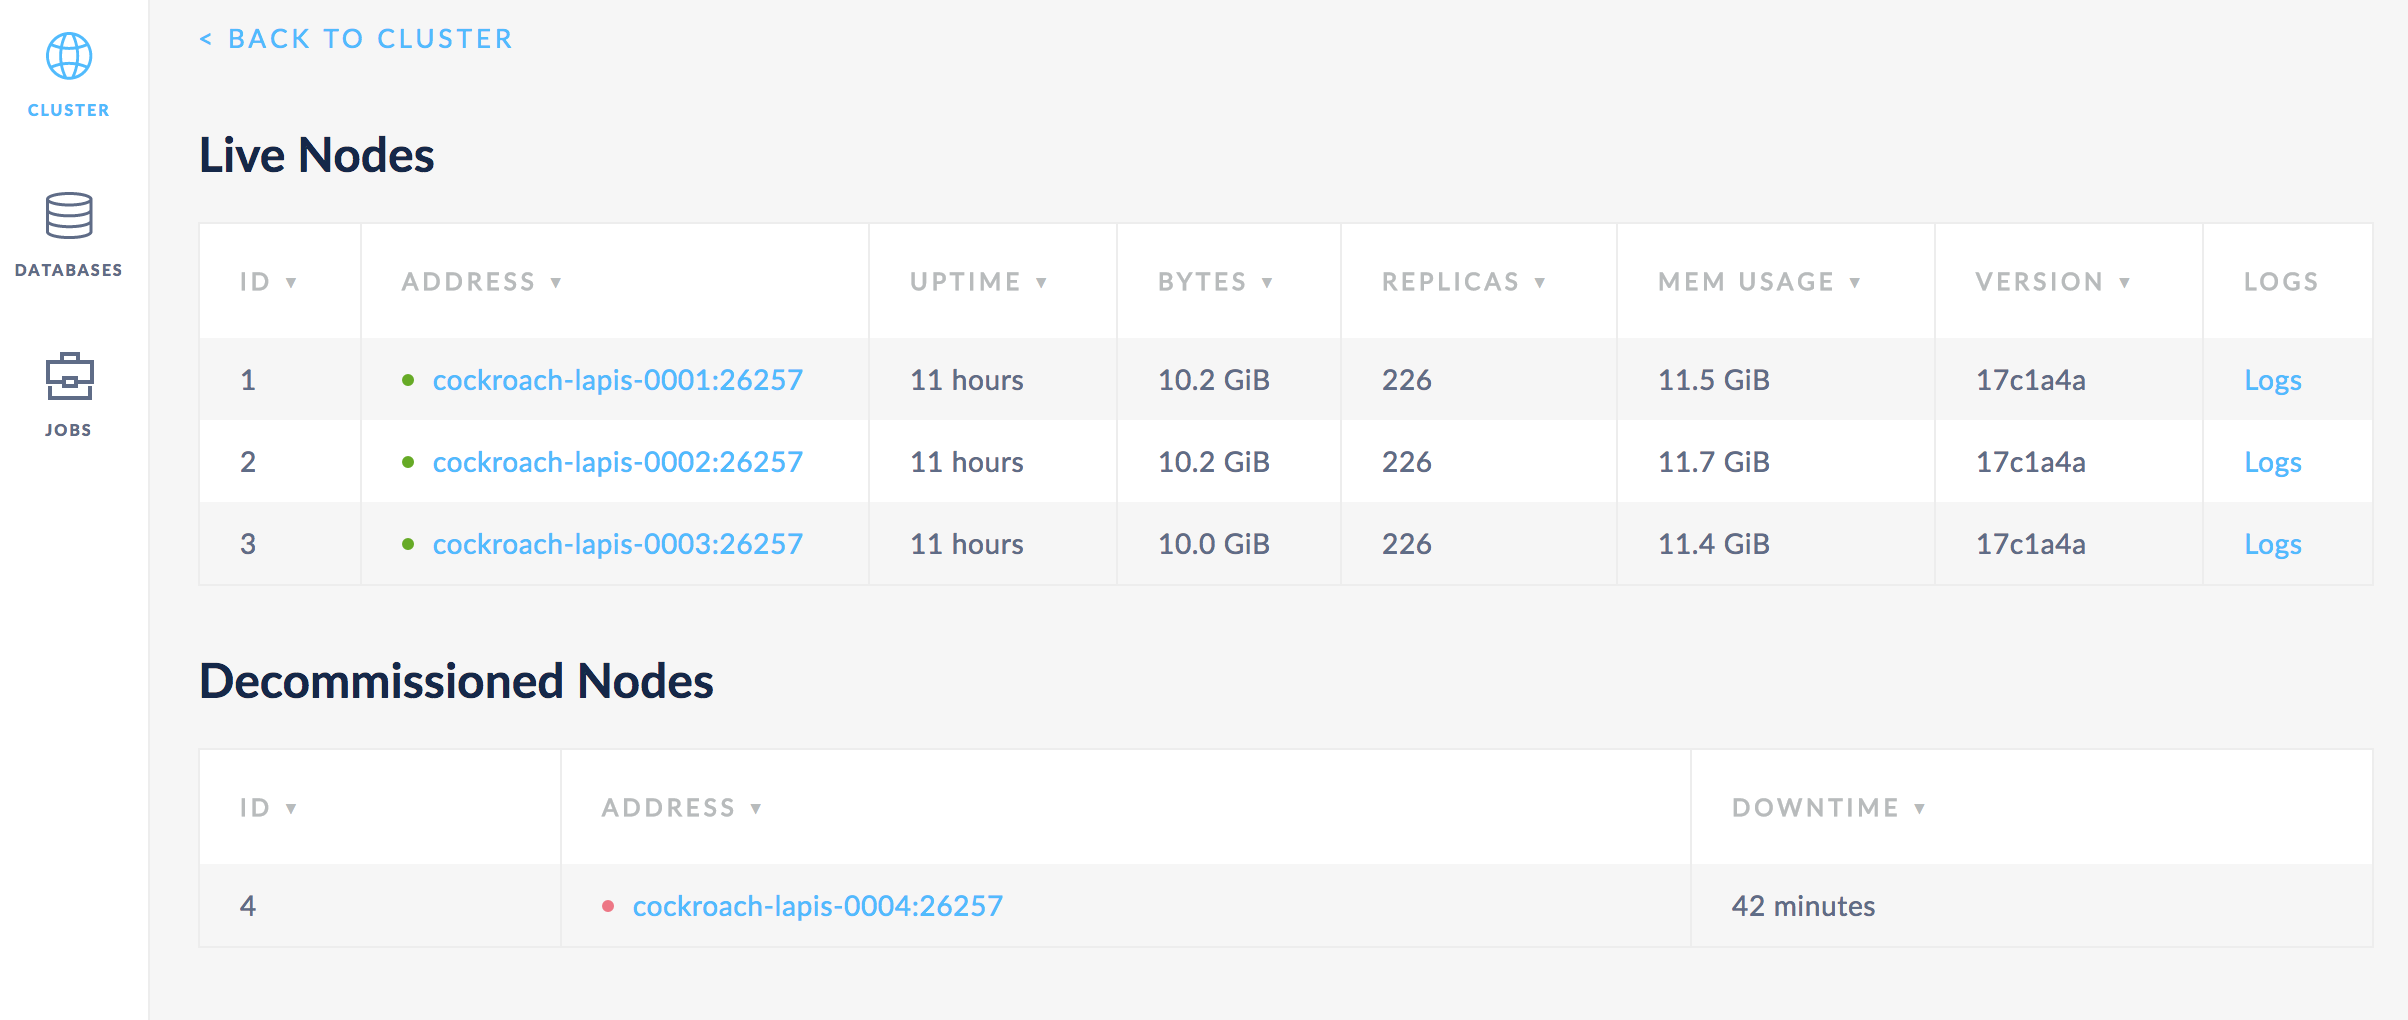 < BACK TO CLUSTER
CLUSTER
DATABASES
JOBS
Live Nodes
ID ▼ ADDRESS ▼ UPTIME ▼ BYTES ▼ REPLICAS ▼ MEM USAGE ▼ VERSION ▼ LOGS
1 cockroach-lapis-0001:26257 11 hours 10.2 GiB 226 11.5 GiB 17c1a4a Logs
2 cockroach-lapis-0002:26257 11 hours 10.2 GiB 226 11.7 GiB 17c1a4a Logs
3 cockroach-lapis-0003:26257 11 hours 10.0 GiB 226 11.4 GiB 17c1a4a Logs
Decommissioned Nodes
ID ▼ ADDRESS ▼ DOWNTIME ▼
4 cockroach-lapis-0004:26257 42 minutes